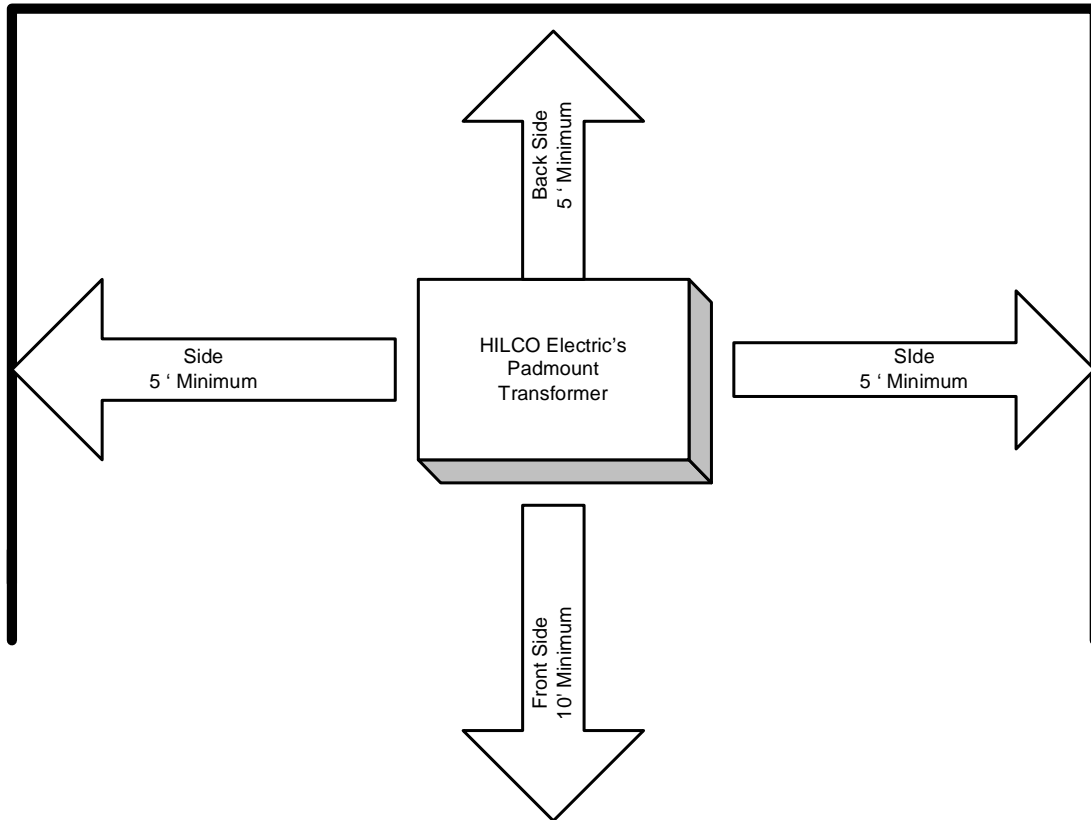 Back Side
5 ‘ Minimum
Side
5 ‘ Minimum
HILCO Electric’s
Padmount
Transformer
SIde
5 ‘ Minimum
Front Side
10’ Minimum